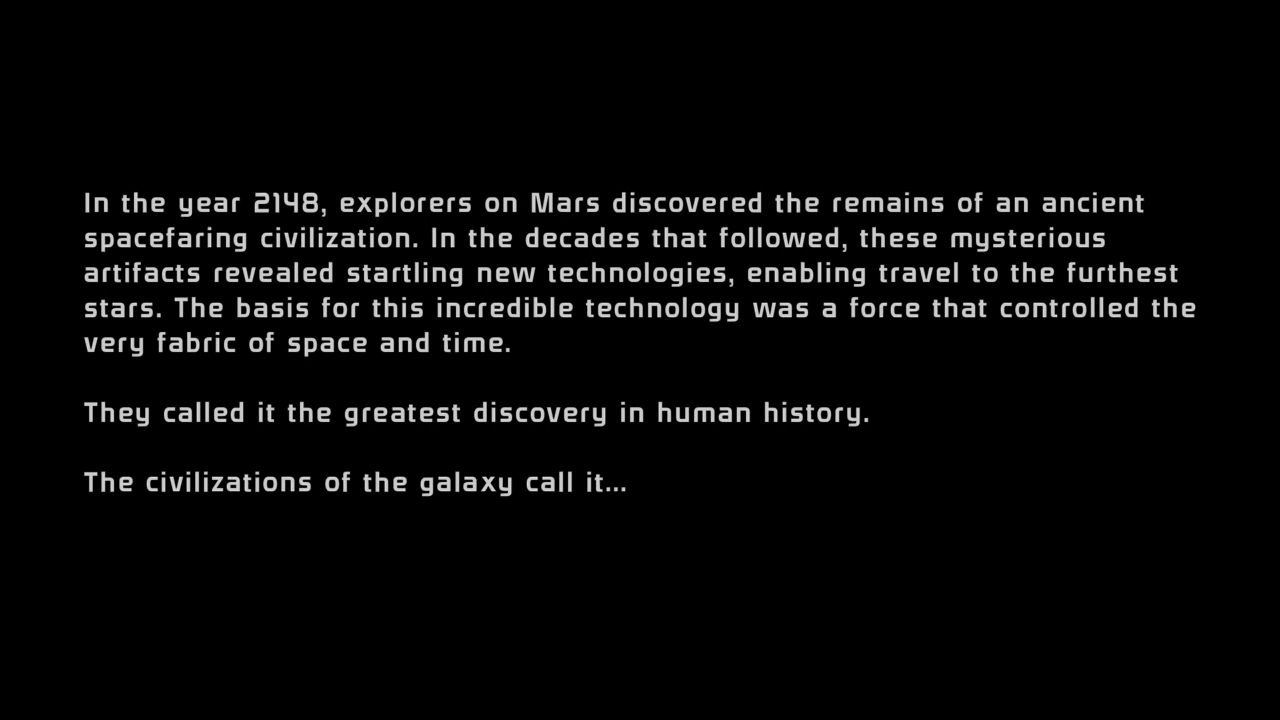 In the year 2148, explorers on Mars discovered the remains of an ancient
spacefaring civilization. In the decades that followed, these mysterious
artifacts revealed startling new technologies, enabling travel to the furthest
stars. The basis for this incredible technology was a force that controlled the
very fabric of space and time.
They called it the greatest discovery in human history.
The civilizations of the galaxy call it...